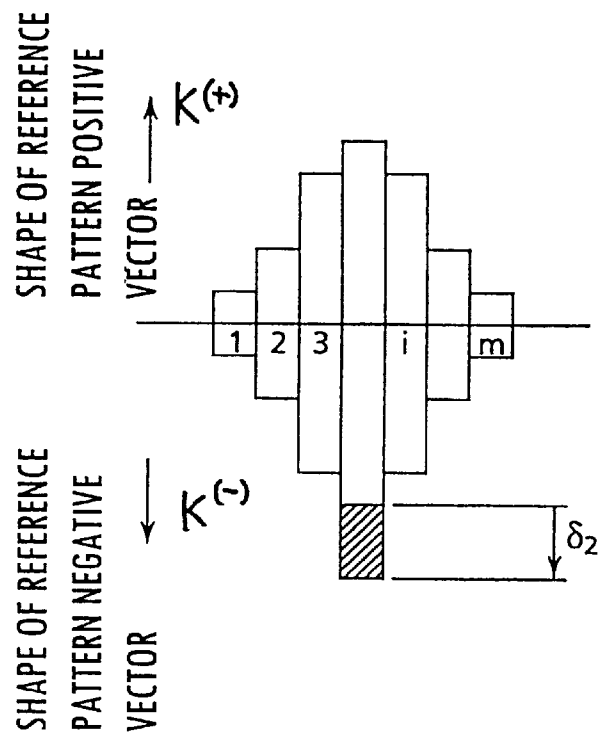 SHAPE OF REFERENCE
PATTERN POSITIVE
VECTOR
K(+)
1 2 3 i m
K(-)
δ2
SHAPE OF REFERENCE
PATTERN NEGATIVE
VECTOR